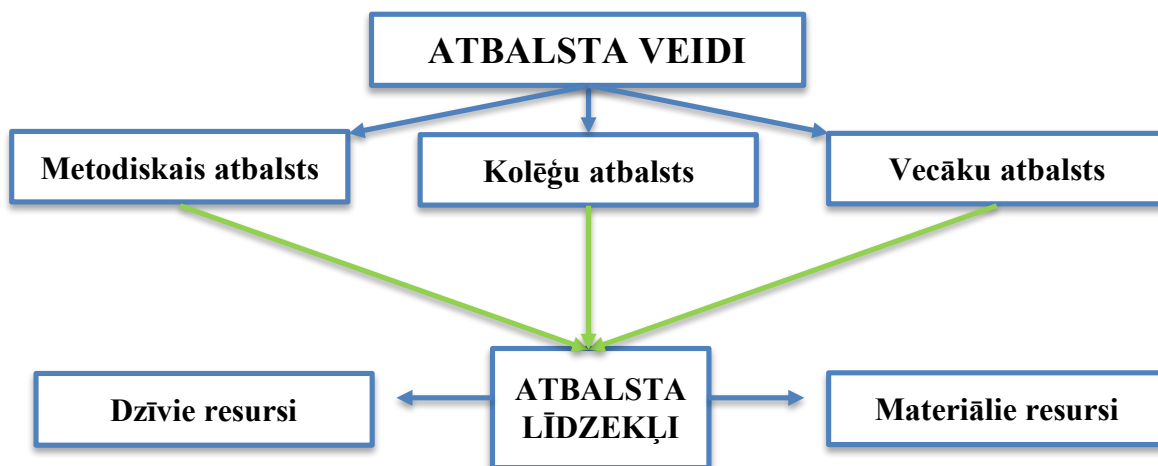 ATBALSTA VEIDI
Metodiskais atbalsts
Kolēģu atbalsts
Vecāku atbalsts
Dzīvie resursi
ATBALSTA
LĪDZEKĻI
Materiālie resursi